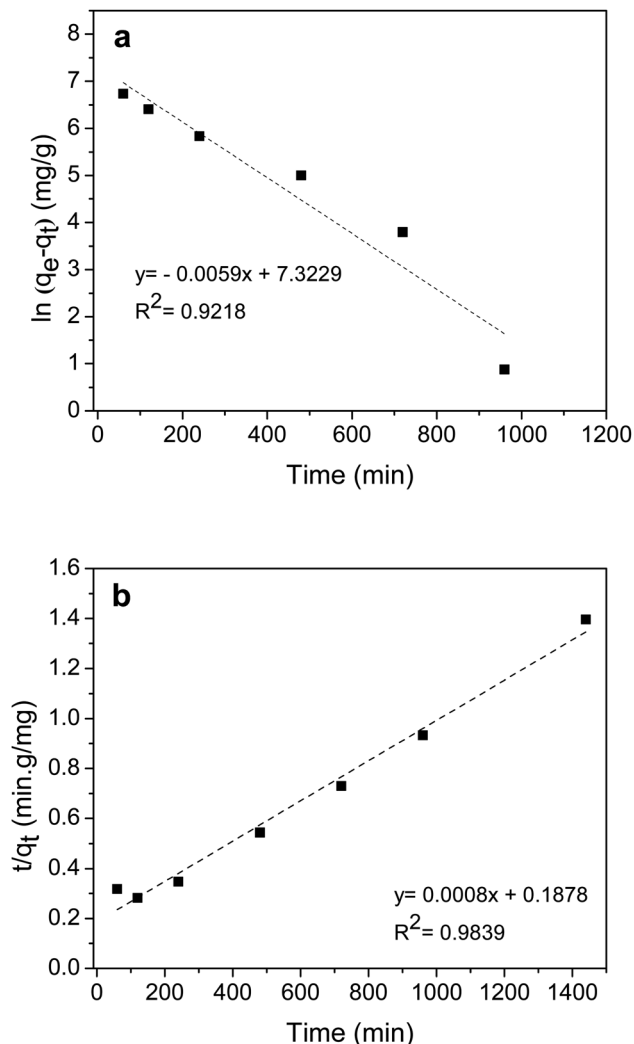 a
8
7
6
5
4
3
2
1
0
ln (qe-qt) (mg/g)
y= - 0.0059x + 7.3229
R2= 0.9218
0 200 400 600 800 1000 1200
Time (min)
b
1.6
1.4
1.2
1.0
0.8
0.6
0.4
0.2
0.0
t/qt (min.g/mg)
y= 0.0008x + 0.1878
R2= 0.9839
0 200 400 600 800 1000 1200 1400
Time (min)